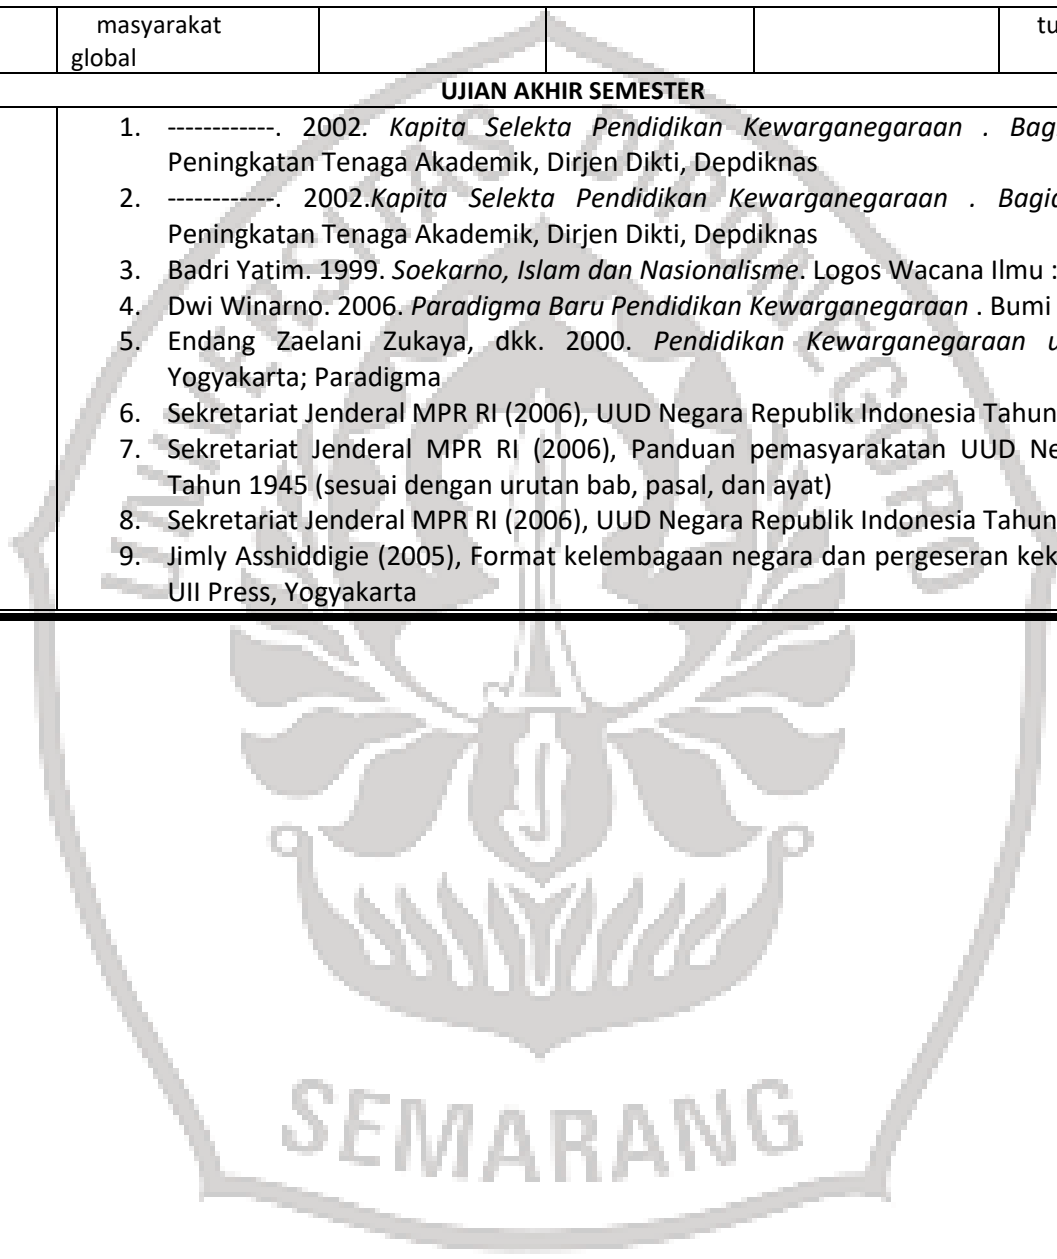 masyarakat
global
UJIAN AKHIR SEMESTER
1. ------------. 2002. Kapita Selekta Pendidikan Kewarganegaraan . 
Peningkatan Tenaga Akademik, Dirjen Dikti, Depdiknas
2. ------------. 2002.Kapita Selekta Pendidikan Kewarganegaraan . 
Peningkatan Tenaga Akademik, Dirjen Dikti, Depdiknas
3. Badri Yatim. 1999. Soekarno, Islam dan Nasionalisme. Logos Wacana Ilmu :
4. Dwi Winarno. 2006. Paradigma Baru Pendidikan Kewarganegaraan . Bumi
5. Endang Zaelani Zukaya, dkk. 2000. Pendidikan Kewarganegaraan
Yogyakarta; Paradigma
6. Sekretariat Jenderal MPR RI (2006), UUD Negara Republik Indonesia Tahun
7. Sekretariat Jenderal MPR RI (2006), Panduan pemasyarakatan UUD
Tahun 1945 (sesuai dengan urutan bab, pasal, dan ayat)
8. Sekretariat Jenderal MPR RI (2006), UUD Negara Republik Indonesia Tahun
9. Jimly Asshiddigie (2005), Format kelembagaan negara dan pergeseran
UII Press, Yogyakarta
UNIVERSITAS DIPONEGORO
SEMARANG